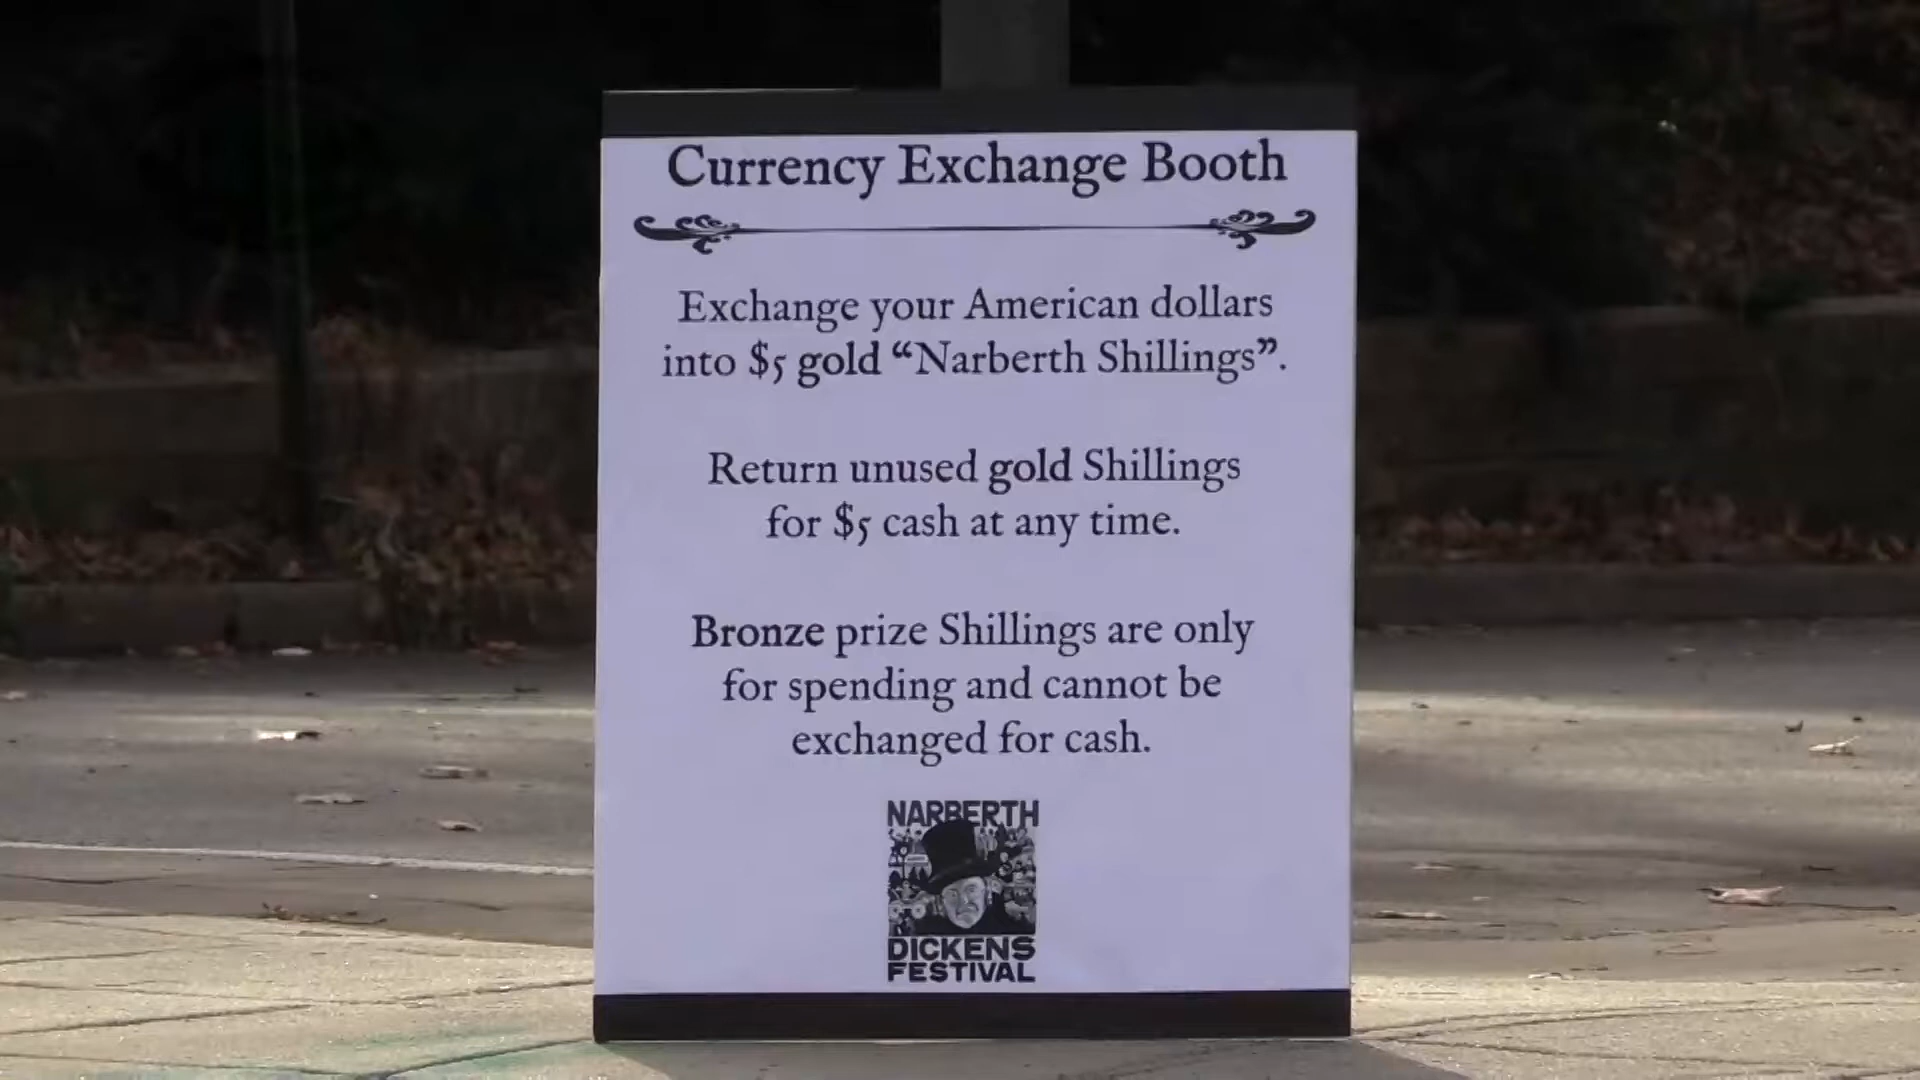 Currency Exchange Booth
Exchange your American dollars
into $5 gold “Narberth Shillings”.
Return unused gold Shillings
for $5 cash at any time.
Bronze prize Shillings are only
for spending and cannot be
exchanged for cash.
NARBERTH
DICKENS
FESTIVAL